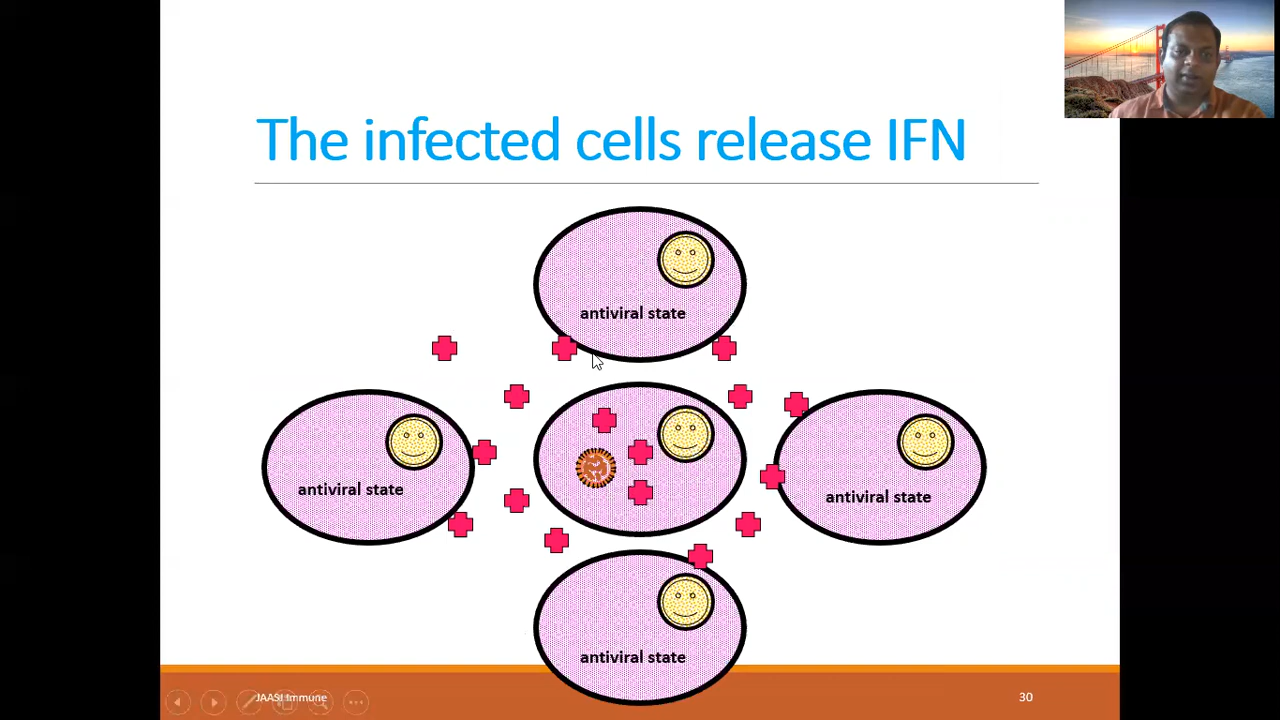 The infected cells release IFN
antiviral state
antiviral state
antiviral state
antiviral state
JAASI Immune
30